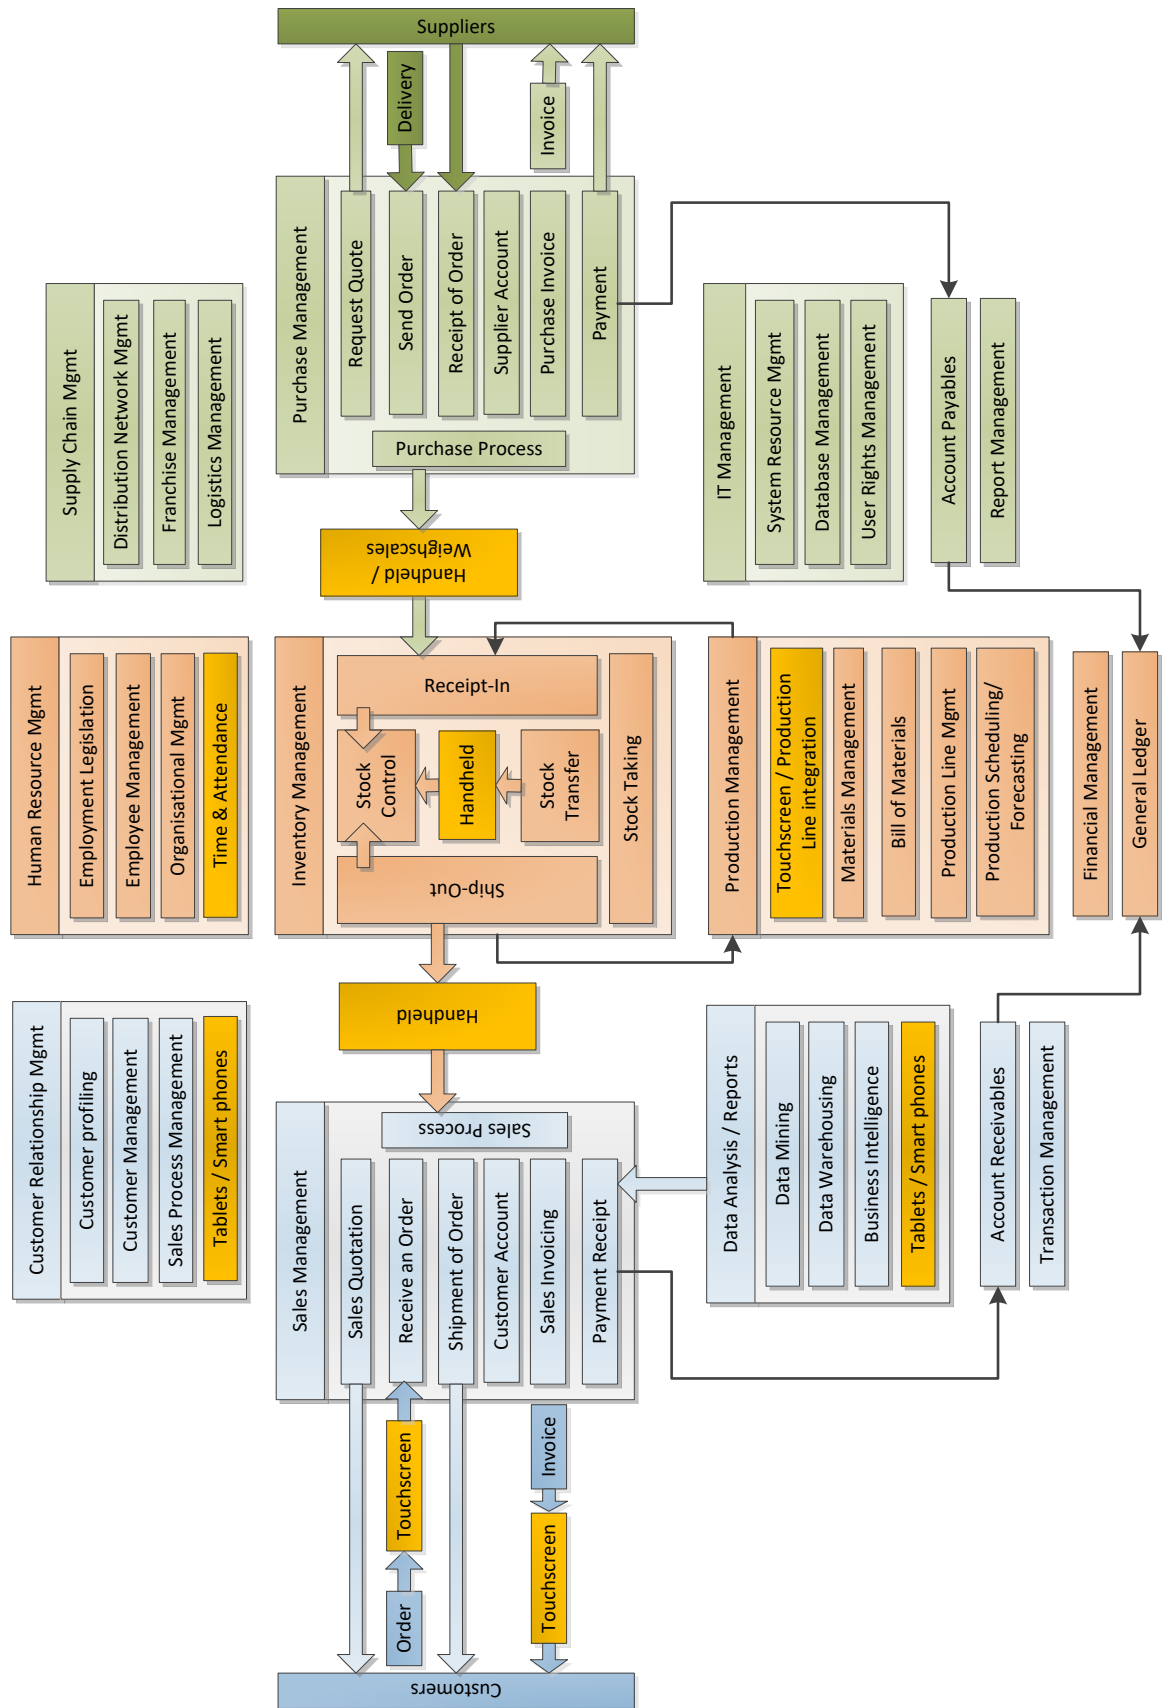 Suppliers
Delivery
Invoice
Purchase Management
Request Quote
Send Order
Receipt of Order
Supplier Account
Purchase Invoice
Payment
Purchase Process
Supply Chain Mgmt
Distribution Network Mgmt
Franchise Management
Logistics Management
IT Management
System Resource Mgmt
Database Management
User Rights Management
Account Payables
Report Management
Handheld /
Weighscales
Human Resource Mgmt
Employment Legislation
Employee Management
Organisational Mgmt
Time & Attendance
Inventory Management
Receipt-In
Stock
Control
Handheld
Stock
Transfer
Ship-Out
Stock Taking
Production Management
Touchscreen / Production
Line integration
Materials Management
Bill of Materials
Production Line Mgmt
Production Scheduling/
Forecasting
Financial Management
General Ledger
Handheld
Customer Relationship Mgmt
Customer profiling
Customer Management
Sales Process Management
Tablets / Smart phones
Sales Management
Sales Process
Sales Quotation
Receive an Order
Shipment of Order
Customer Account
Sales Invoicing
Payment Receipt
Data Analysis / Reports
Data Mining
Data Warehousing
Business Intelligence
Tablets / Smart phones
Account Receivables
Transaction Management
Touchscreen
Order
Invoice
Touchscreen
Customers